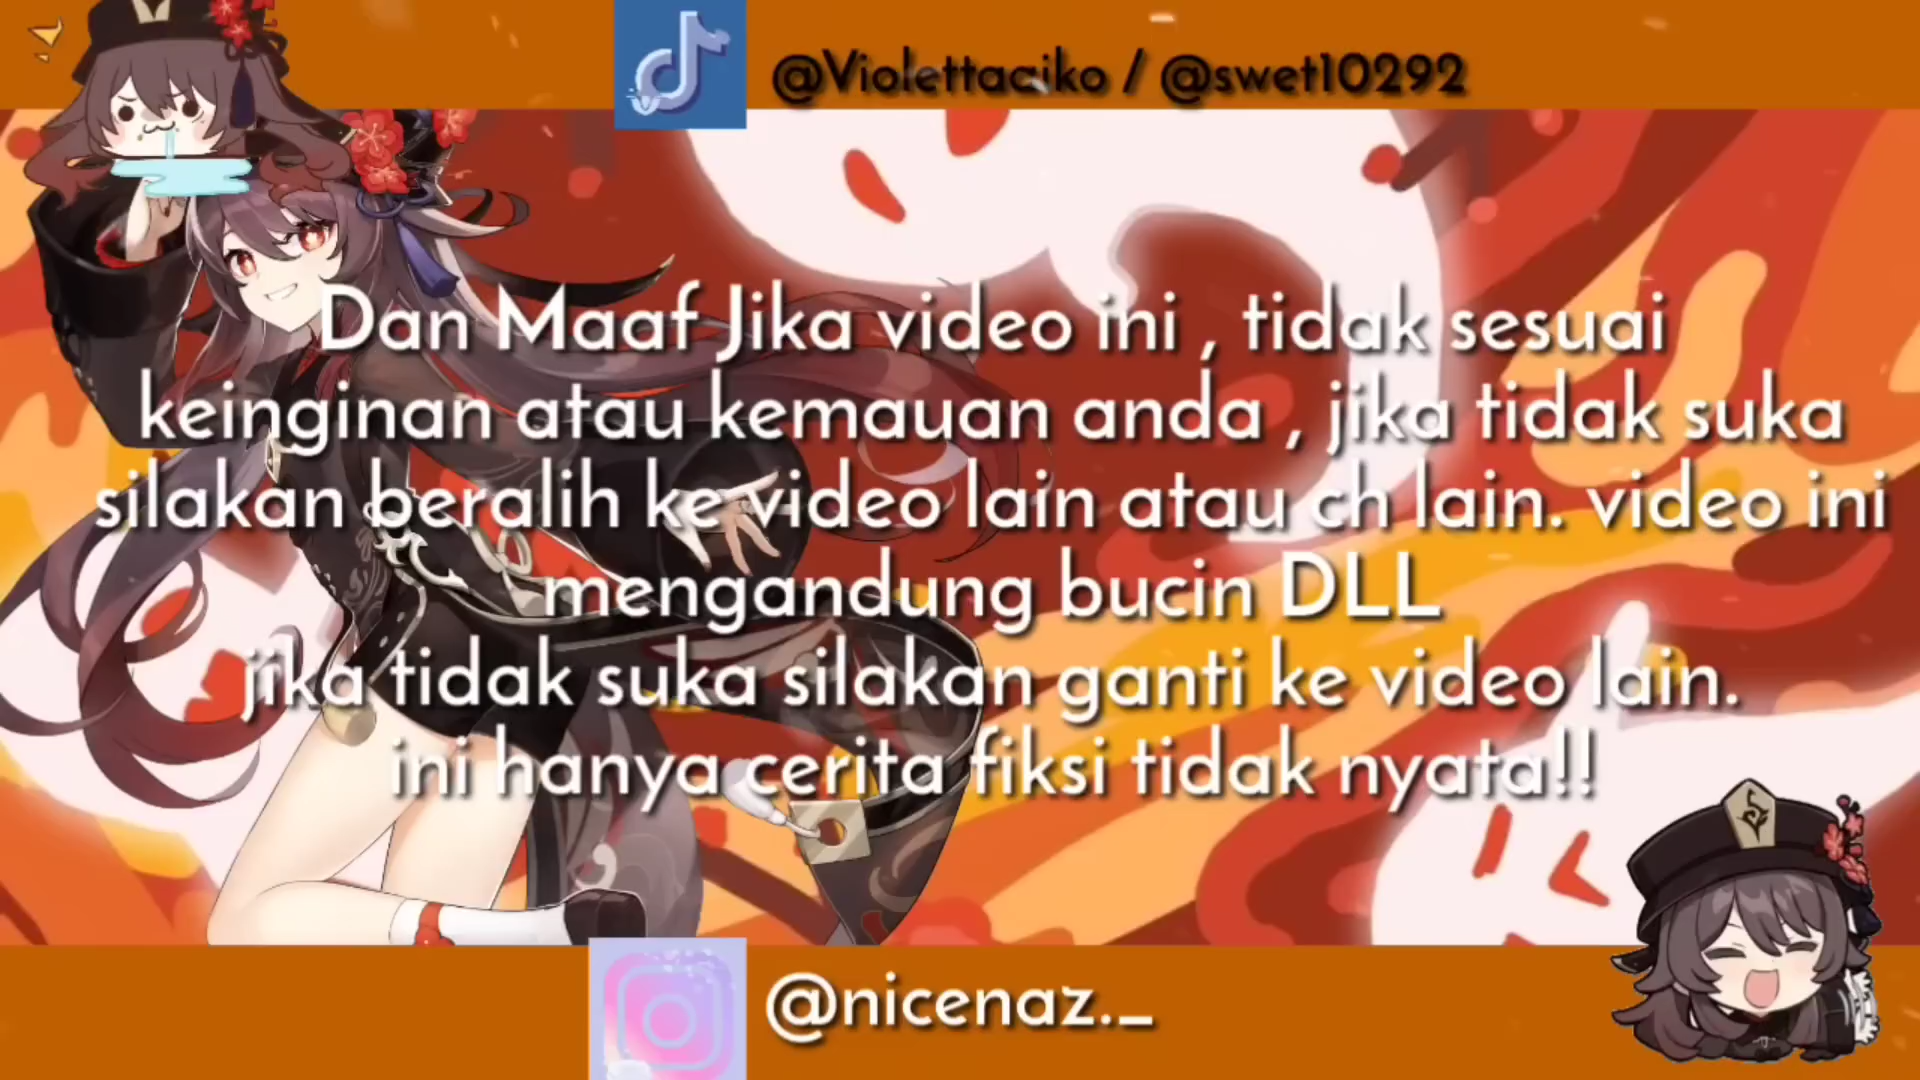 @Violettaaiko / @swet10292
Dan Maaf Jika video ini , tidak sesuai
keinginan atau kemauan anda , jika tidak suka
silakan beralih ke video lain atau ch lain. video ini
mengandung bucin DLL
jika tidak suka silakan ganti ke video lain.
ini hanya cerita fiksi tidak nyata!!
@nicenaz._